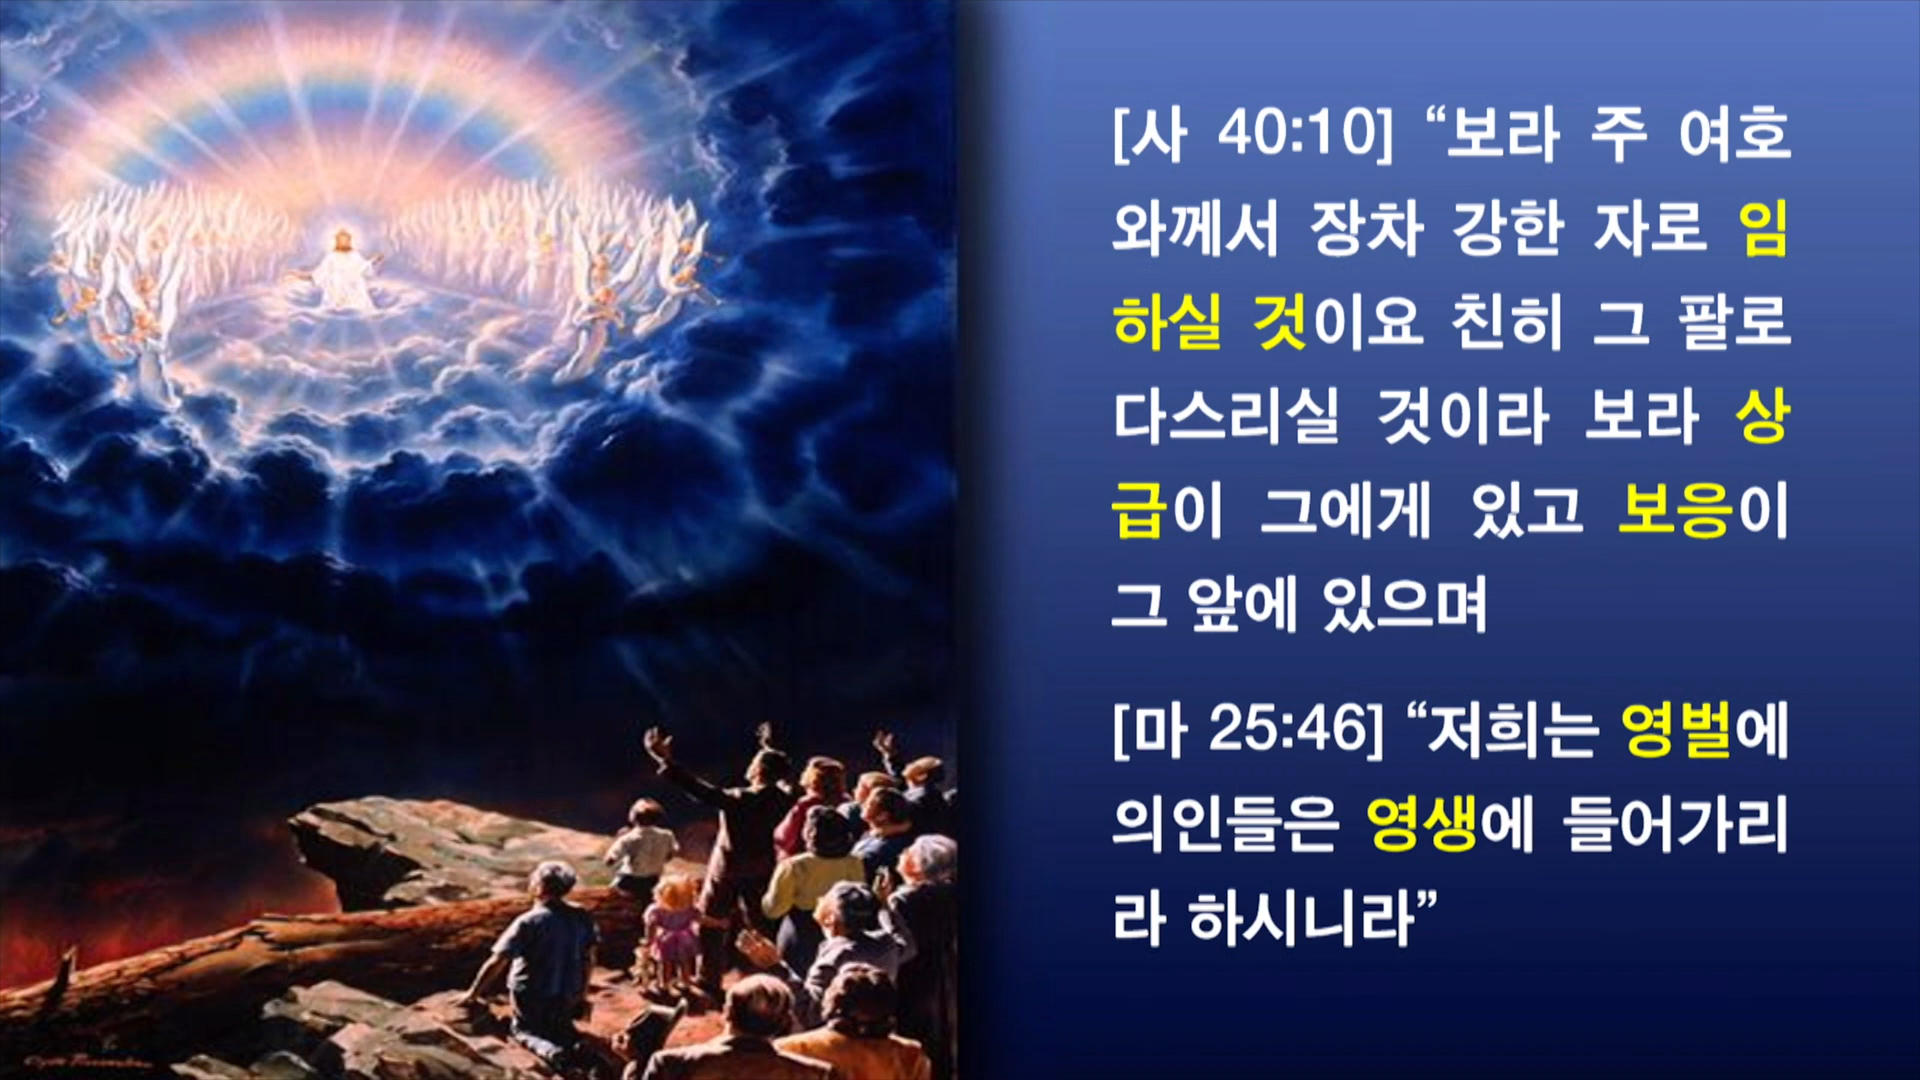 [사 40:10] “보라 주 여호
와께서 장차 강한 자로 임
하실 것이요 친히 그 팔로
다스리실 것이라 보라 상
급이 그에게 있고 보응이
그 앞에 있으며
[마 25:46] “저희는 영벌에
의인들은 영생에 들어가리
라 하시니라”